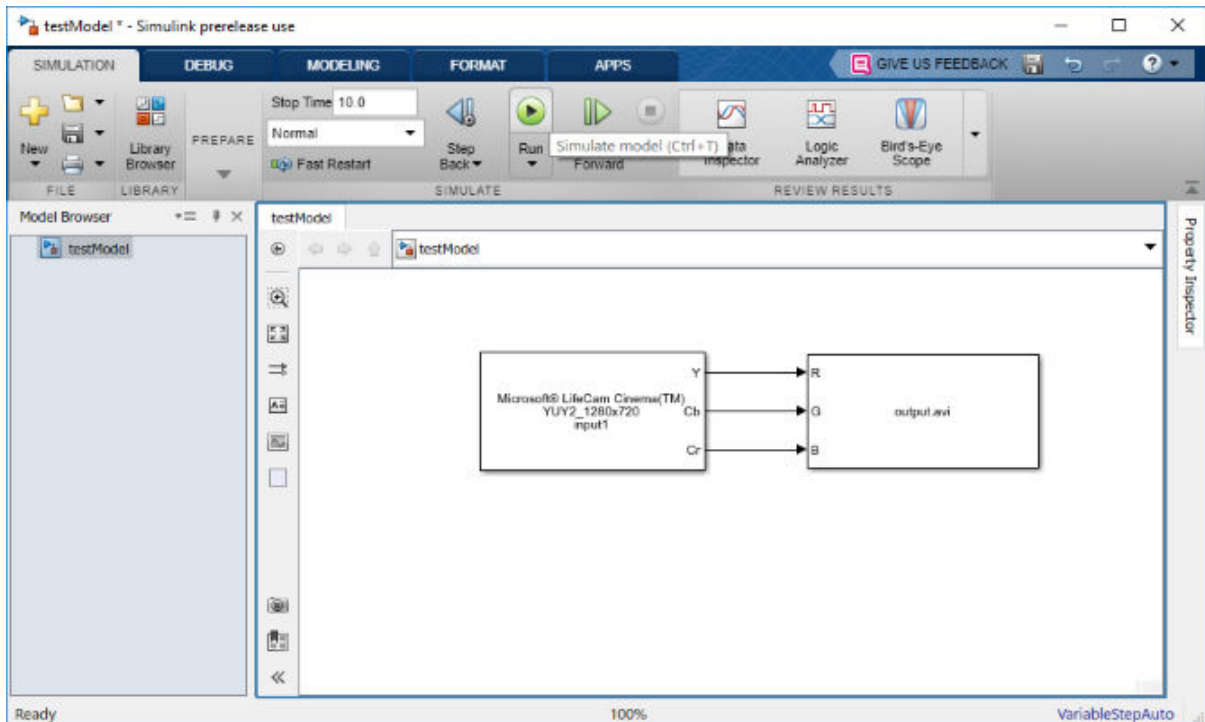 testModel * - Simulink prerelease use
SIMULATION DEBUG MODELING FORMAT APPS GIVE US FEEDBACK
New
Library Browser
PREPARE
Stop Time 10.0
Normal
Fast Restart
Step Back
Run
Simulate model (Ctrl+T)
Forward
Inspector
Logic Analyzer
Bird's-Eye Scope
FILE LIBRARY SIMULATE REVIEW RESULTS
Model Browser
testModel
testModel
testModel
Property Inspector
Y R
Microsoft® LifeCam Cinema(TM)
YUY2_1280x720 Cb G output.avi
input1
Cr B
Ready 100% VariableStepAuto